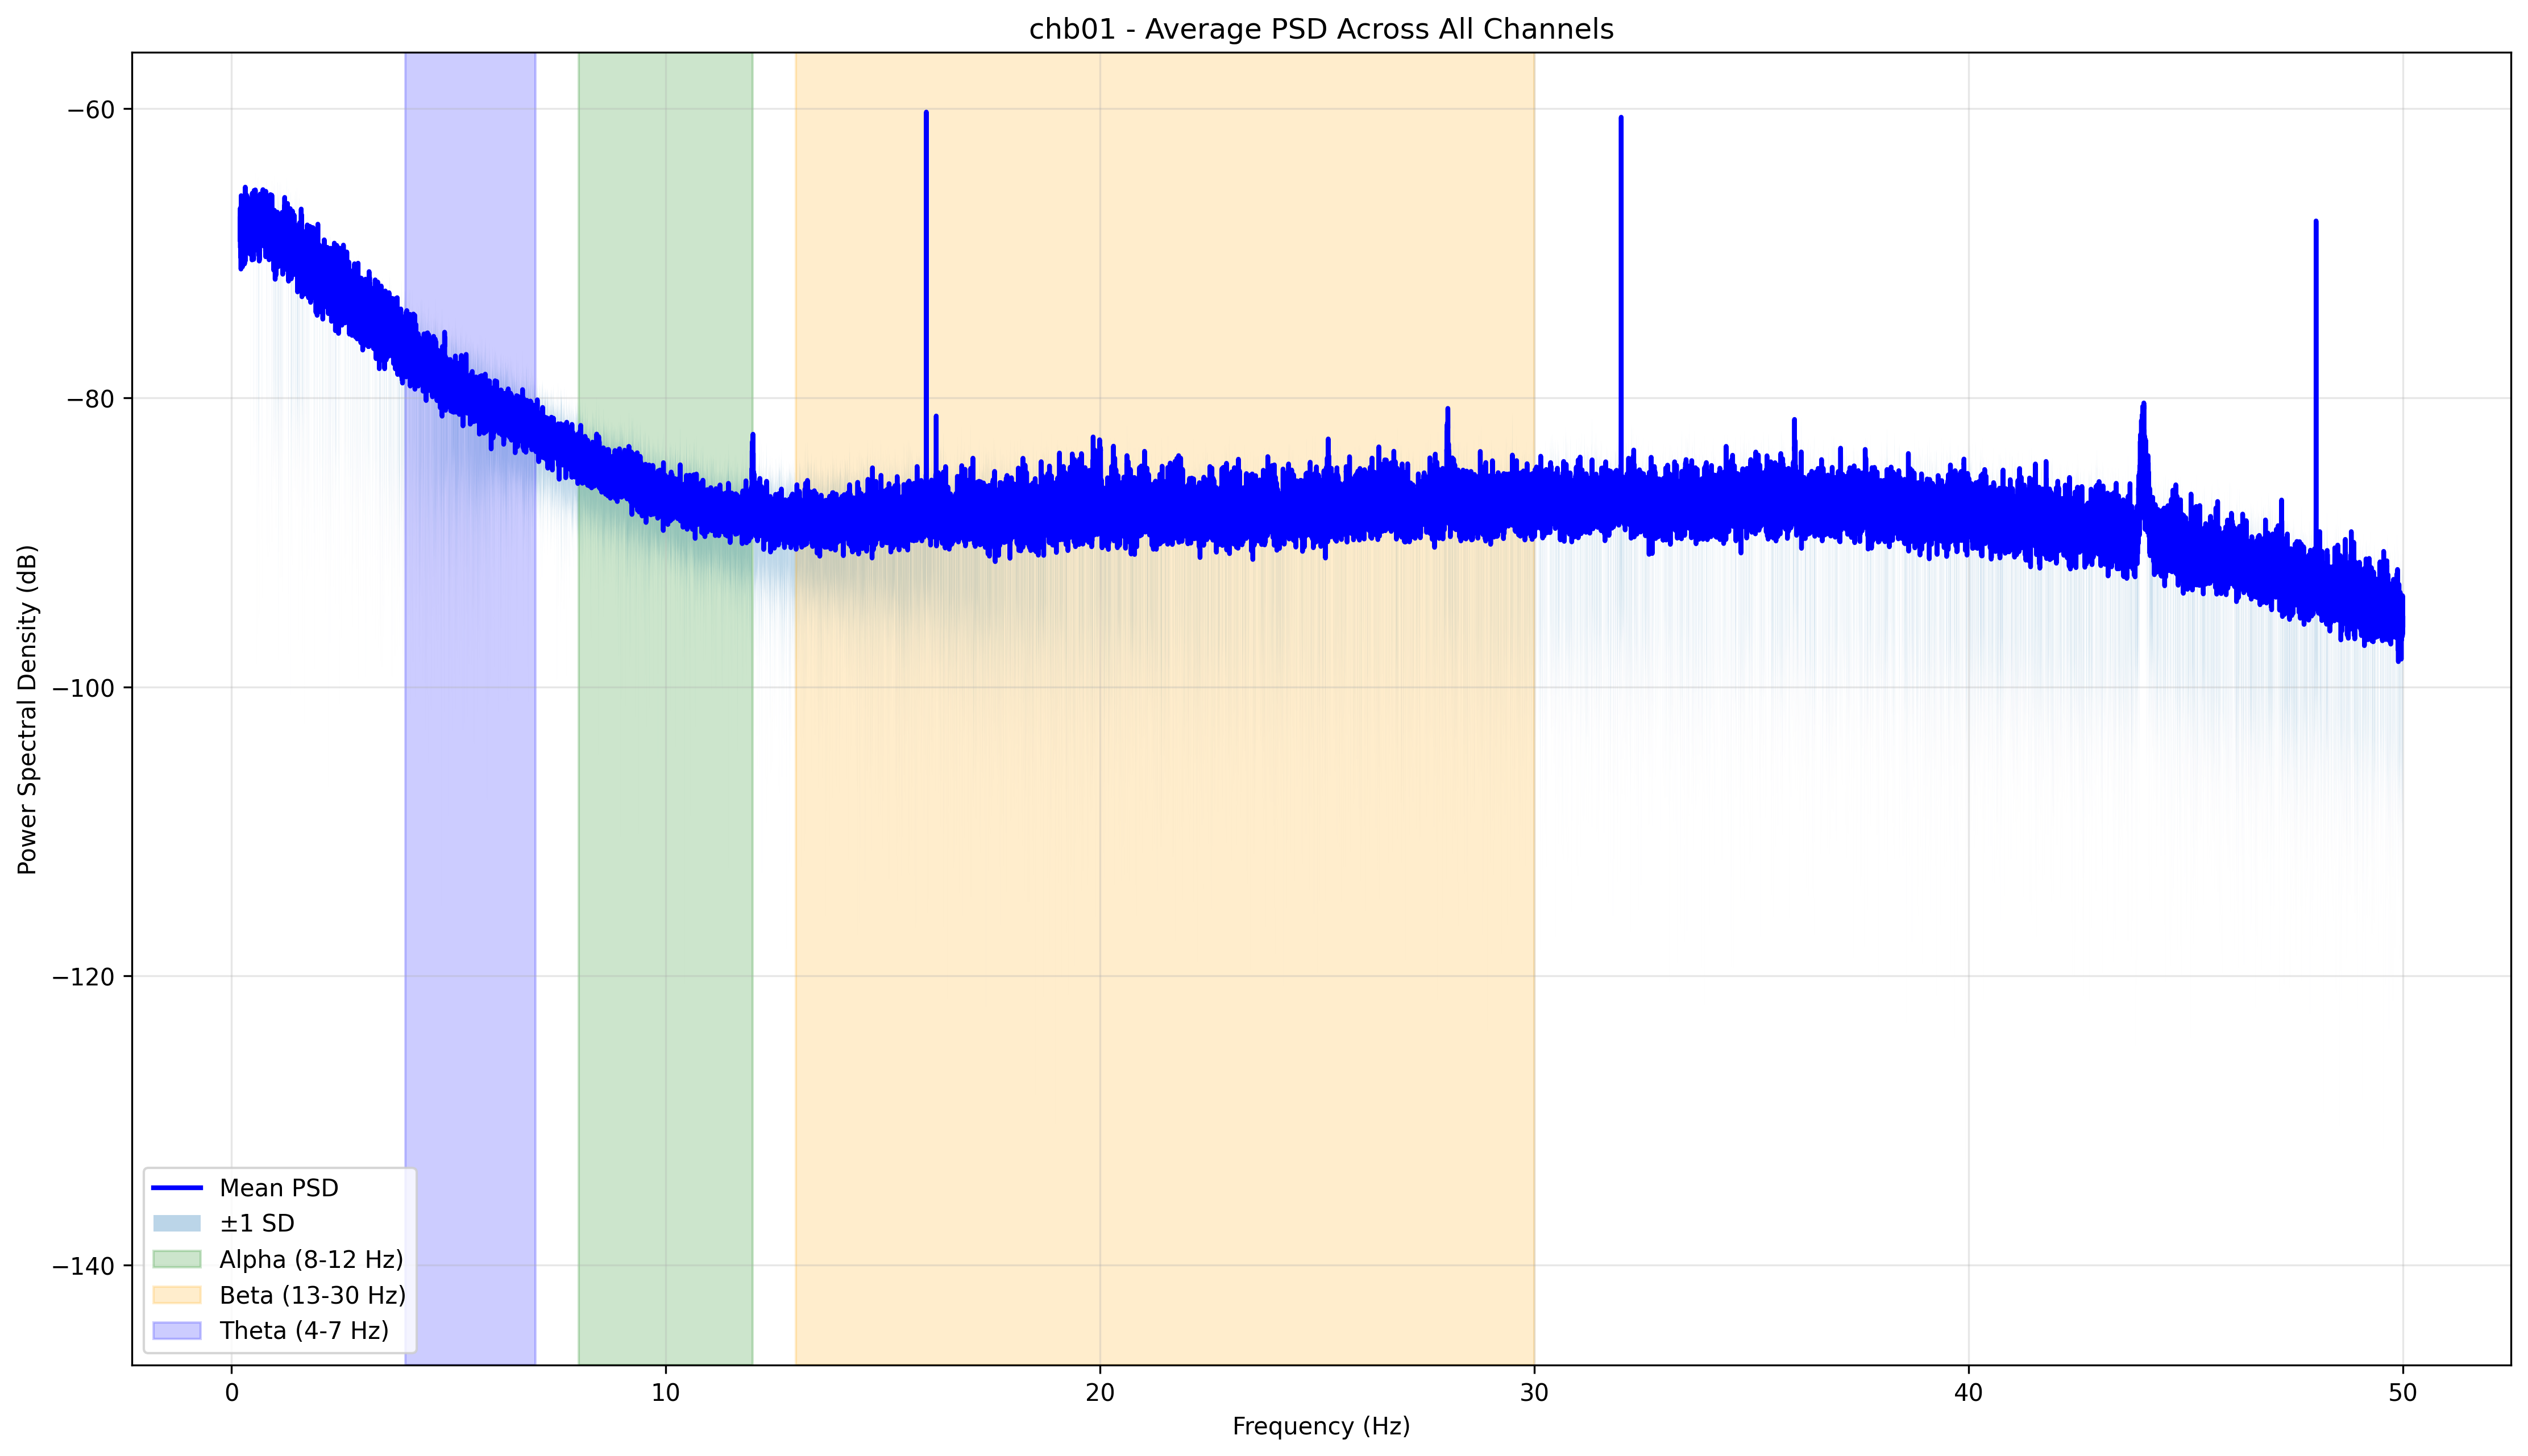 chb01 - Average PSD Across All Channels
Power Spectral Density (dB)
−60
−80
−100
−120
−140
Mean PSD
±1 SD
Alpha (8-12 Hz)
Beta (13-30 Hz)
Theta (4-7 Hz)
0 10 20 30 40 50
Frequency (Hz)